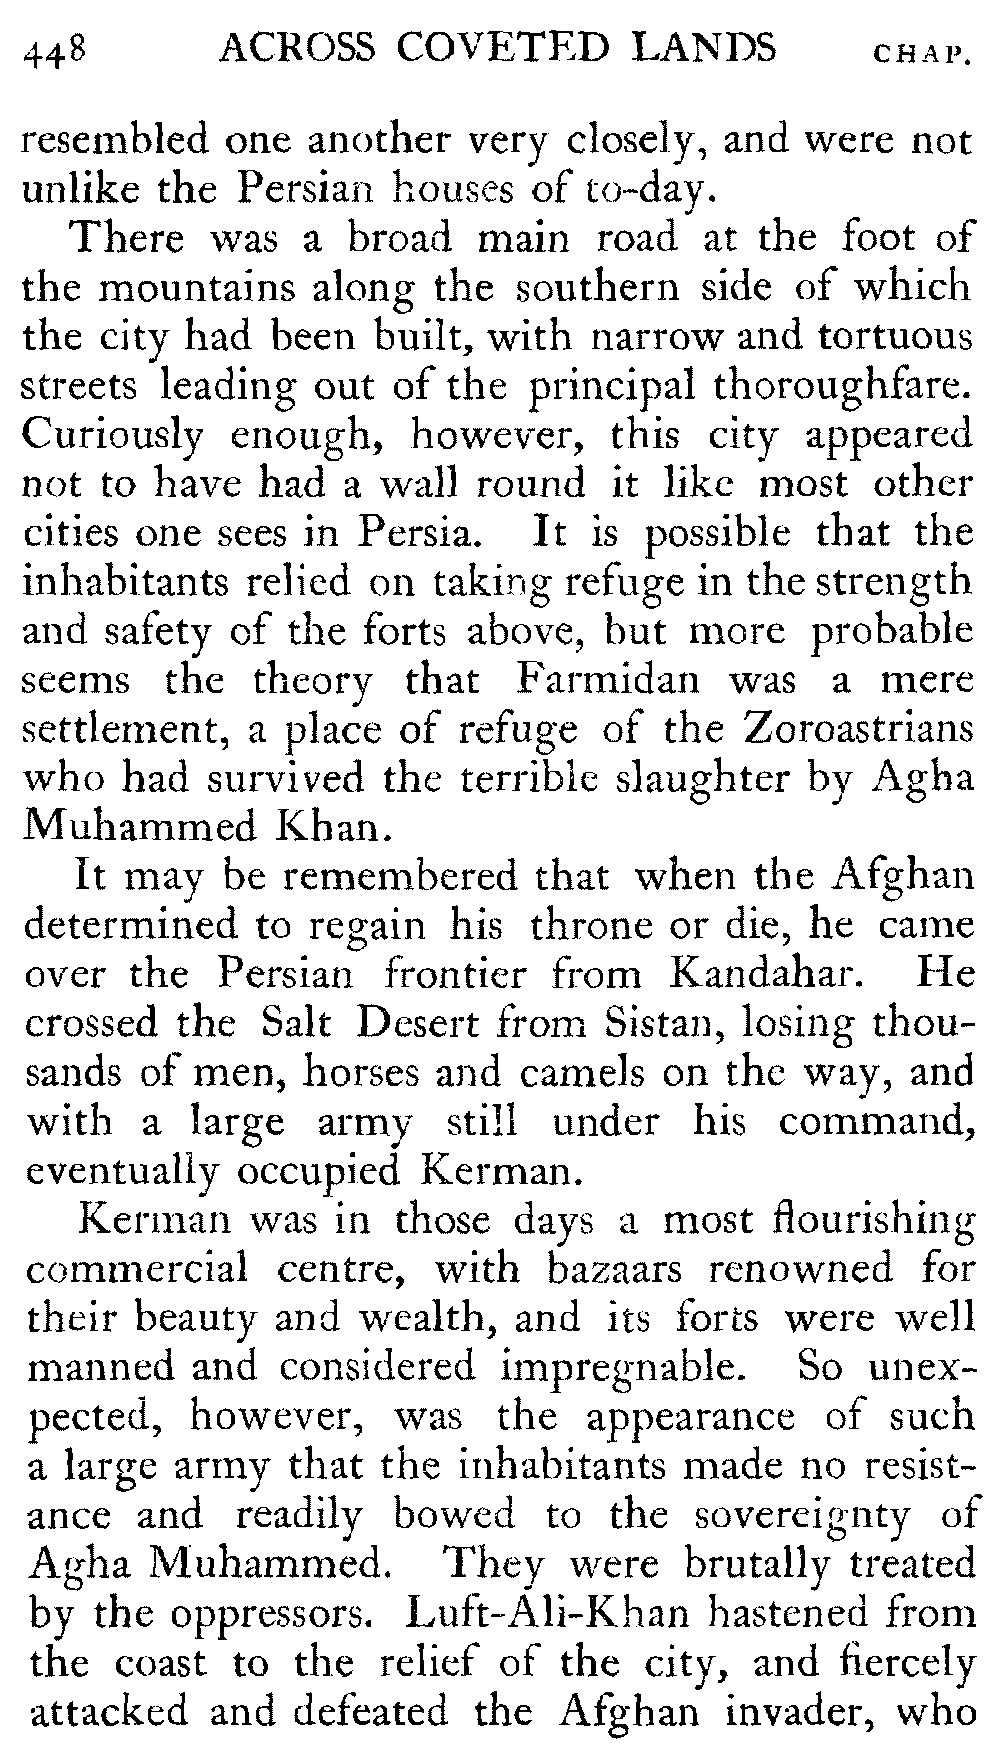 448 ACROSS COVETED LANDS CHAP.
resembled one another very closely, and were not
unlike the Persian houses of to-day.
There was a broad main road at the foot of
the mountains along the southern side of which
the city had been built, with narrow and tortuous
streets leading out of the principal thoroughfare.
Curiously enough, however, this city appeared
not to have had a wall round it like most other
cities one sees in Persia. It is possible that the
inhabitants relied on taking refuge in the strength
and safety of the forts above, but more probable
seems the theory that Farmidan was a mere
settlement, a place of refuge of the Zoroastrians
who had survived the terrible slaughter by Agha
Muhammed Khan.
It may be remembered that when the Afghan
determined to regain his throne or die, he came
over the Persian frontier from Kandahar. He
crossed the Salt Desert from Sistan, losing thou-
sands of men, horses and camels on the way, and
with a large army still under his command,
eventually occupied Kerman.
Kerman was in those days a most flourishing
commercial centre, with bazaars renowned for
their beauty and wealth, and its forts were well
manned and considered impregnable. So unex-
pected, however, was the appearance of such
a large army that the inhabitants made no resist-
ance and readily bowed to the sovereignty of
Agha Muhammed. They were brutally treated
by the oppressors. Luft-Ali-Khan hastened from
the coast to the relief of the city, and fiercely
attacked and defeated the Afghan invader, who